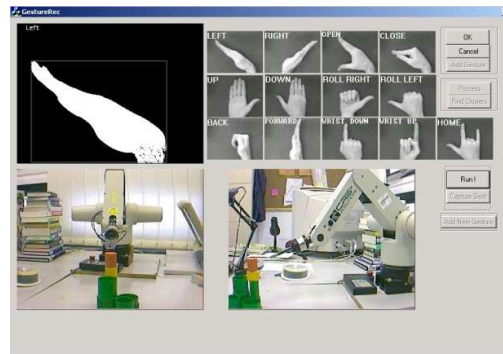 GestureRec
Left
LEFT RIGHT OPEN CLOSE
UP DOWN ROLL RIGHT ROLL LEFT
BACK FORWARD WRIST DOWN WRIST UP HOME
OK
Cancel
Add Gesture
Process
Find Clusters
Run!
Capture Gest
Add New Gesture
CRS